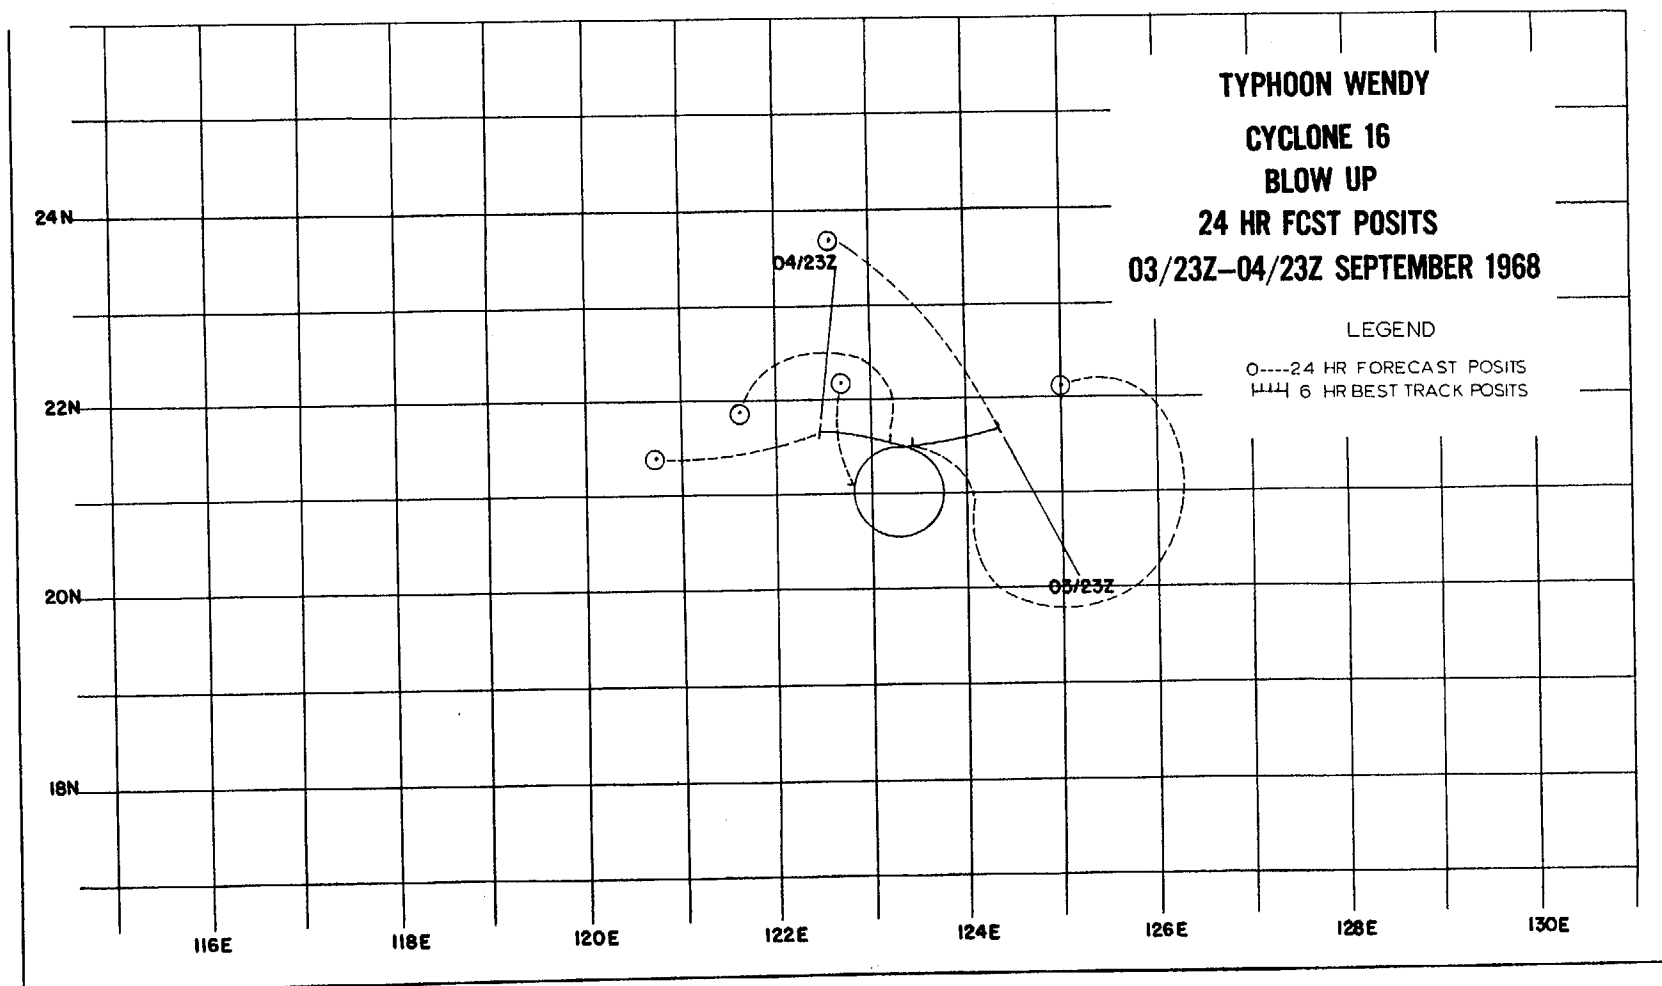 TYPHOON WENDY
CYCLONE 16
BLOW UP
24 HR FCST POSITS
03/23Z–04/23Z SEPTEMBER 1968
LEGEND
O----24 HR FORECAST POSITS
6 HR BEST TRACK POSITS
24N
04/23Z
22N
03/23Z
20N
18N
116E 118E 120E 122E 124E 126E 128E 130E